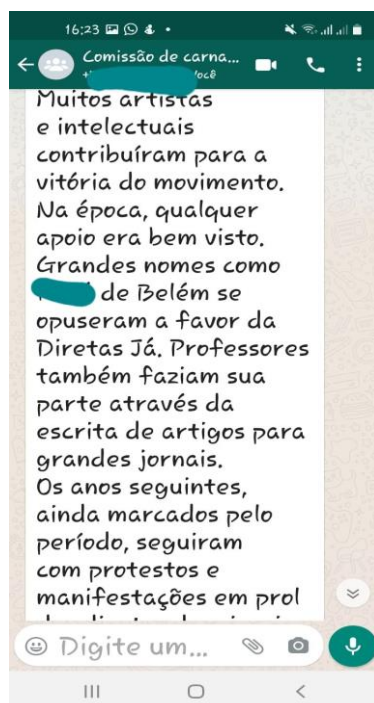 16:23
Comissão de carna...
Você
Muitos artistas
e intelectuais
contribuíram para a
vitória do movimento.
Na época, qualquer
apoio era bem visto.
Grandes nomes como
de Belém se
opuseram a favor da
Diretas Já. Professores
também faziam sua
parte através da
escrita de artigos para
grandes jornais.
Os anos seguintes,
ainda marcados pelo
período, seguiram
com protestos e
manifestações em prol
Digite um...